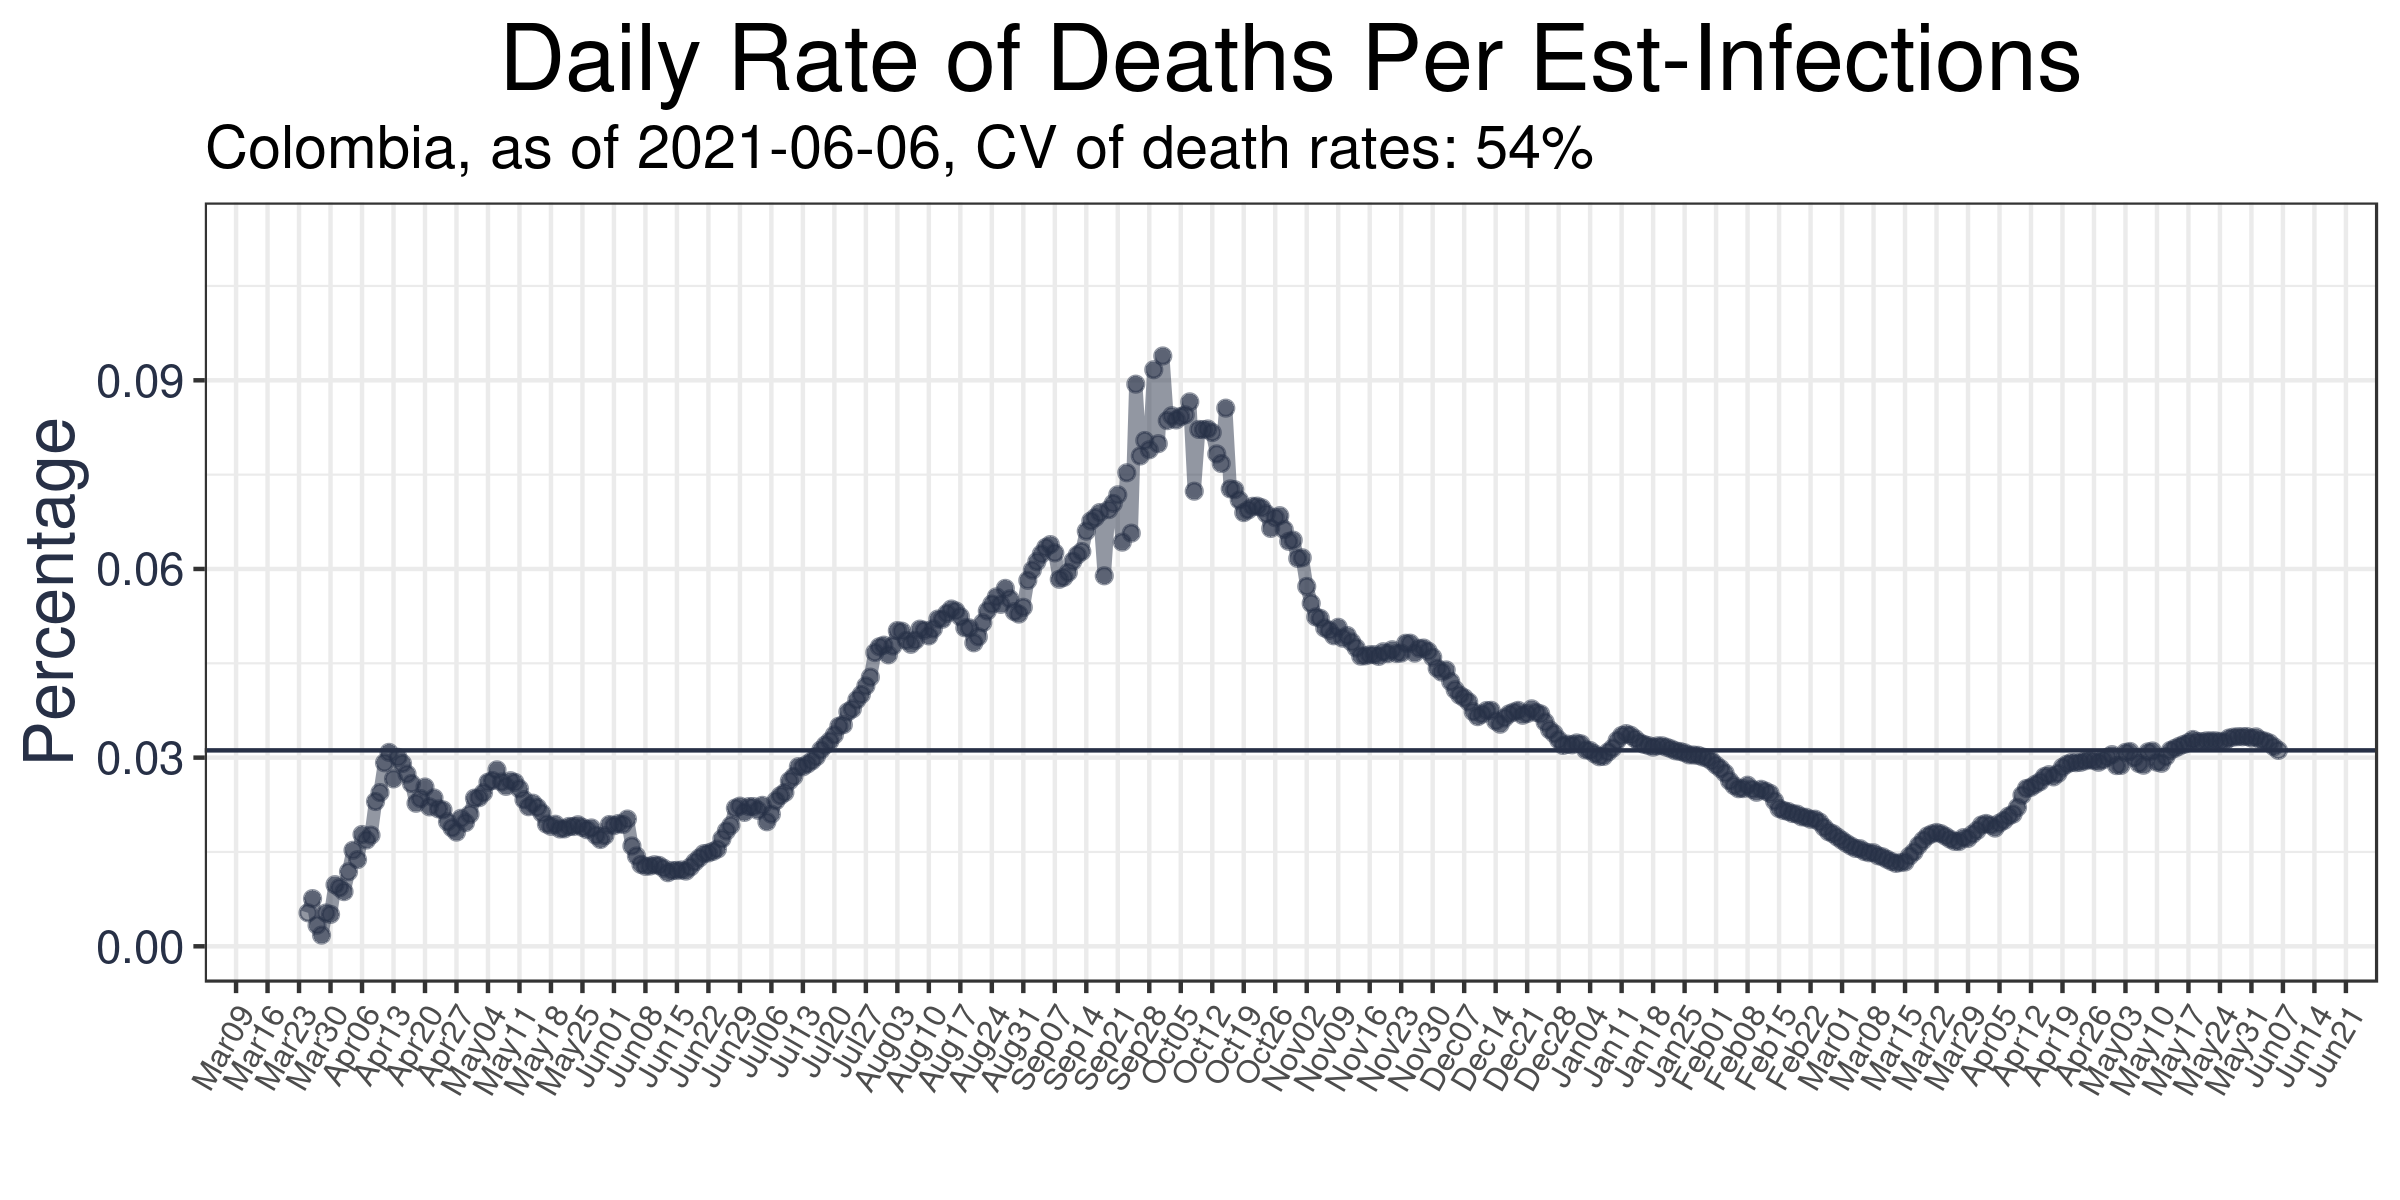 Daily Rate of Deaths Per Est-Infections
Colombia, as of 2021-06-06, CV of death rates: 54%
Percentage
0.09
0.06
0.03
0.00
Mar09
Mar16
Mar23
Mar30
Apr06
Apr13
Apr20
Apr27
May04
May11
May18
May25
Jun01
Jun08
Jun15
Jun22
Jun29
Jul06
Jul13
Jul20
Jul27
Aug03
Aug10
Aug17
Aug24
Aug31
Sep07
Sep14
Sep21
Sep28
Oct05
Oct12
Oct19
Oct26
Nov02
Nov09
Nov16
Nov23
Nov30
Dec07
Dec14
Dec21
Dec28
Jan04
Jan11
Jan18
Jan25
Feb01
Feb08
Feb15
Feb22
Mar01
Mar08
Mar15
Mar22
Mar29
Apr05
Apr12
Apr19
Apr26
May03
May10
May17
May24
May31
Jun07
Jun14
Jun21